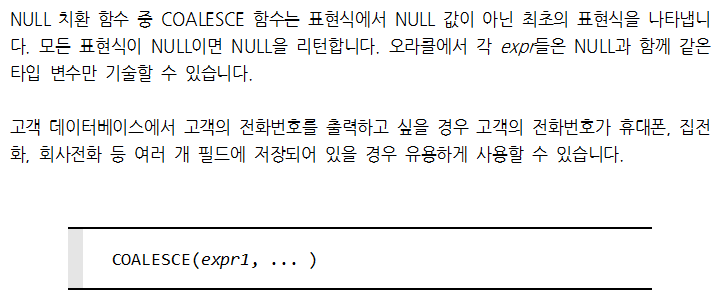 NULL 치환 함수 중 COALESCE 함수는 표현식에서 NULL 값이 아닌 최초의 표현식을 나타냅니
다. 모든 표현식이 NULL이면 NULL을 리턴합니다. 오라클에서 각 expr들은 NULL과 함께 같은
타입 변수만 기술할 수 있습니다.
고객 데이터베이스에서 고객의 전화번호를 출력하고 싶을 경우 고객의 전화번호가 휴대폰, 집전
화, 회사전화 등 여러 개 필드에 저장되어 있을 경우 유용하게 사용할 수 있습니다.
COALESCE(expr1, ... )